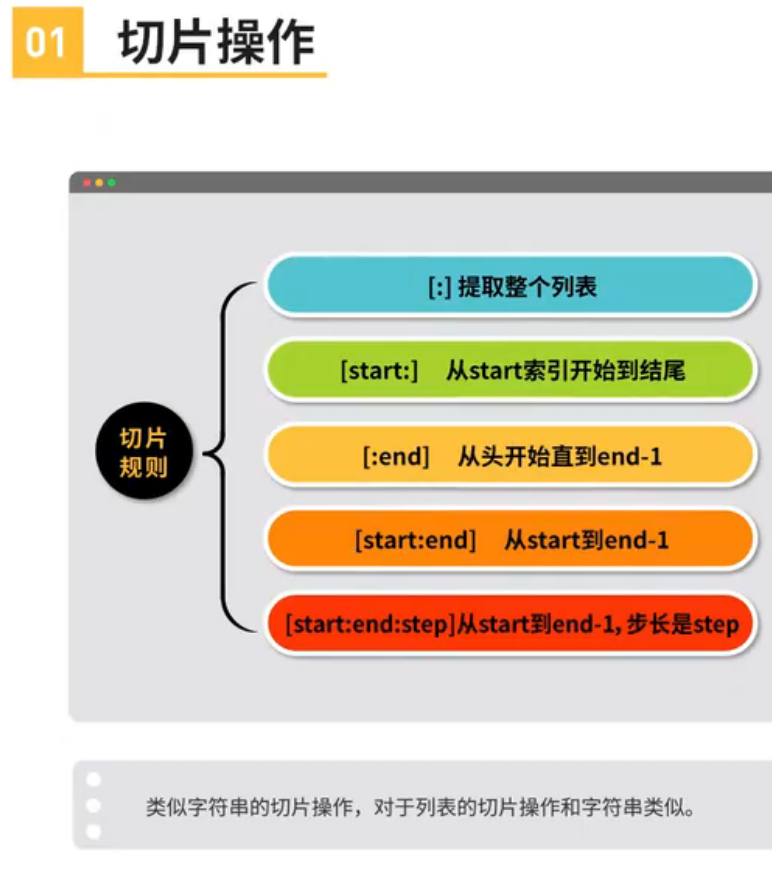 01 切片操作
[:] 提取整个列表
[start:] 从start索引开始到结尾
切片
规则
[:end] 从头开始直到end-1
[start:end] 从start到end-1
[start:end:step]从start到end-1, 步长是step
类似字符串的切片操作，对于列表的切片操作和字符串类似。